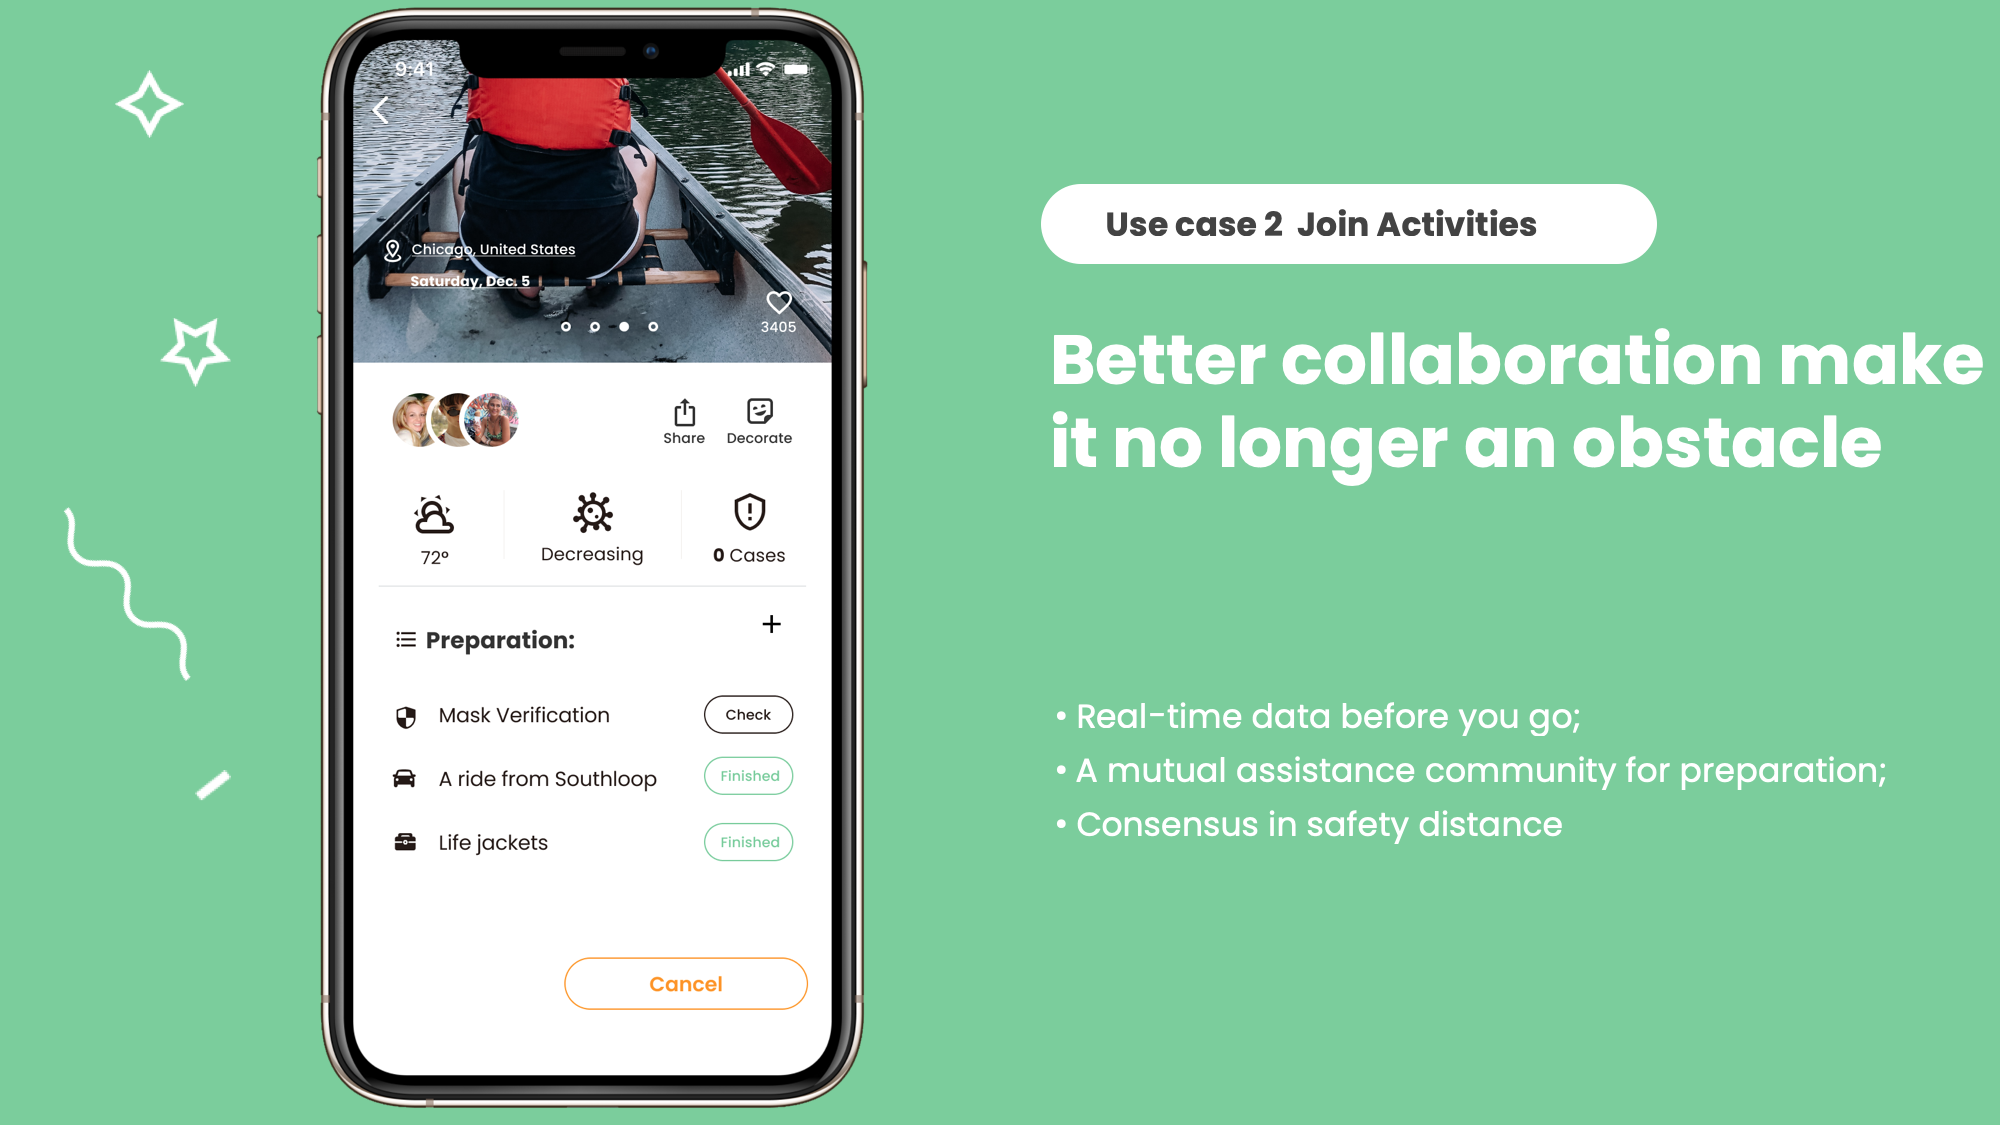 9:41
Chicago, United States
Saturday, Dec. 5
3405
Share Decorate
72° Decreasing 0 Cases
Preparation:
Mask Verification Check
A ride from Southloop Finished
Life jackets Finished
Cancel
Use case 2 Join Activities
Better collaboration make
it no longer an obstacle
• Real-time data before you go;
• A mutual assistance community for preparation;
• Consensus in safety distance